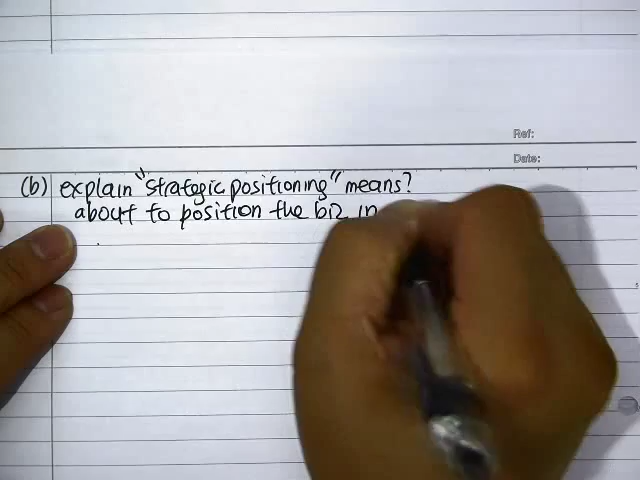 Ref:
Date:
(b) explain "strategic positioning" means?
about to position the biz in